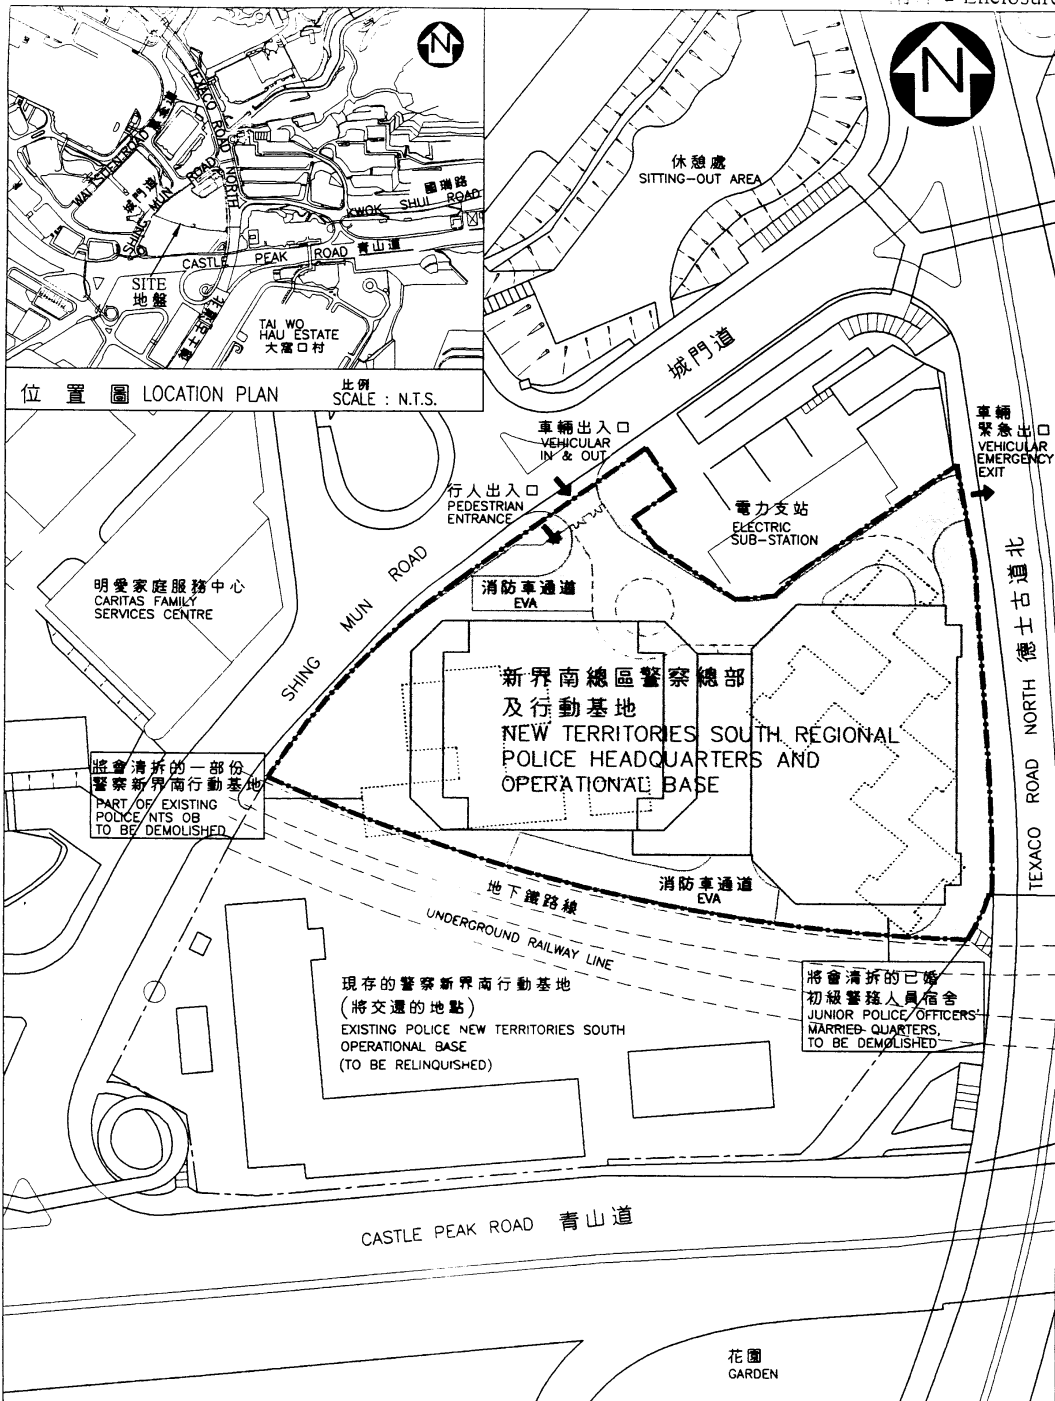 Enclosure
N
WAI TSUEN ROAD
TEXACO ROAD NORTH
城門道
SHING MUN ROAD
國瑞路
KWOK SHUI ROAD
CASTLE PEAK ROAD 青山道
SITE
地盤
TAI WO
HAU ESTATE
大窩口村
位置圖 LOCATION PLAN
比例
SCALE : N.T.S.
N
休憩處
SITTING-OUT AREA
城門道
車輛出入口
VEHICULAR
IN & OUT
行人出入口
PEDESTRIAN
ENTRANCE
車輛
緊急出口
VEHICULAR
EMERGENCY
EXIT
電力支站
ELECTRIC
SUB-STATION
明愛家庭服務中心
CARITAS FAMILY
SERVICES CENTRE
消防車通道
EVA
SHING MUN ROAD
德士古道北
TEXACO ROAD NORTH
新界南總區警察總部
及行動基地
NEW TERRITORIES SOUTH REGIONAL
POLICE HEADQUARTERS AND
OPERATIONAL BASE
將會清拆的一部份
警察新界南行動基地
PART OF EXISTING
POLICE NTS OB
TO BE DEMOLISHED
消防車通道
EVA
地下鐵路線
UNDERGROUND RAILWAY LINE
現存的警察新界南行動基地
(將交還的地點)
EXISTING POLICE NEW TERRITORIES SOUTH
OPERATIONAL BASE
(TO BE RELINQUISHED)
將會清拆的已婚
初級警務人員宿舍
JUNIOR POLICE OFFICERS'
MARRIED QUARTERS,
TO BE DEMOLISHED
CASTLE PEAK ROAD 青山道
花園
GARDEN